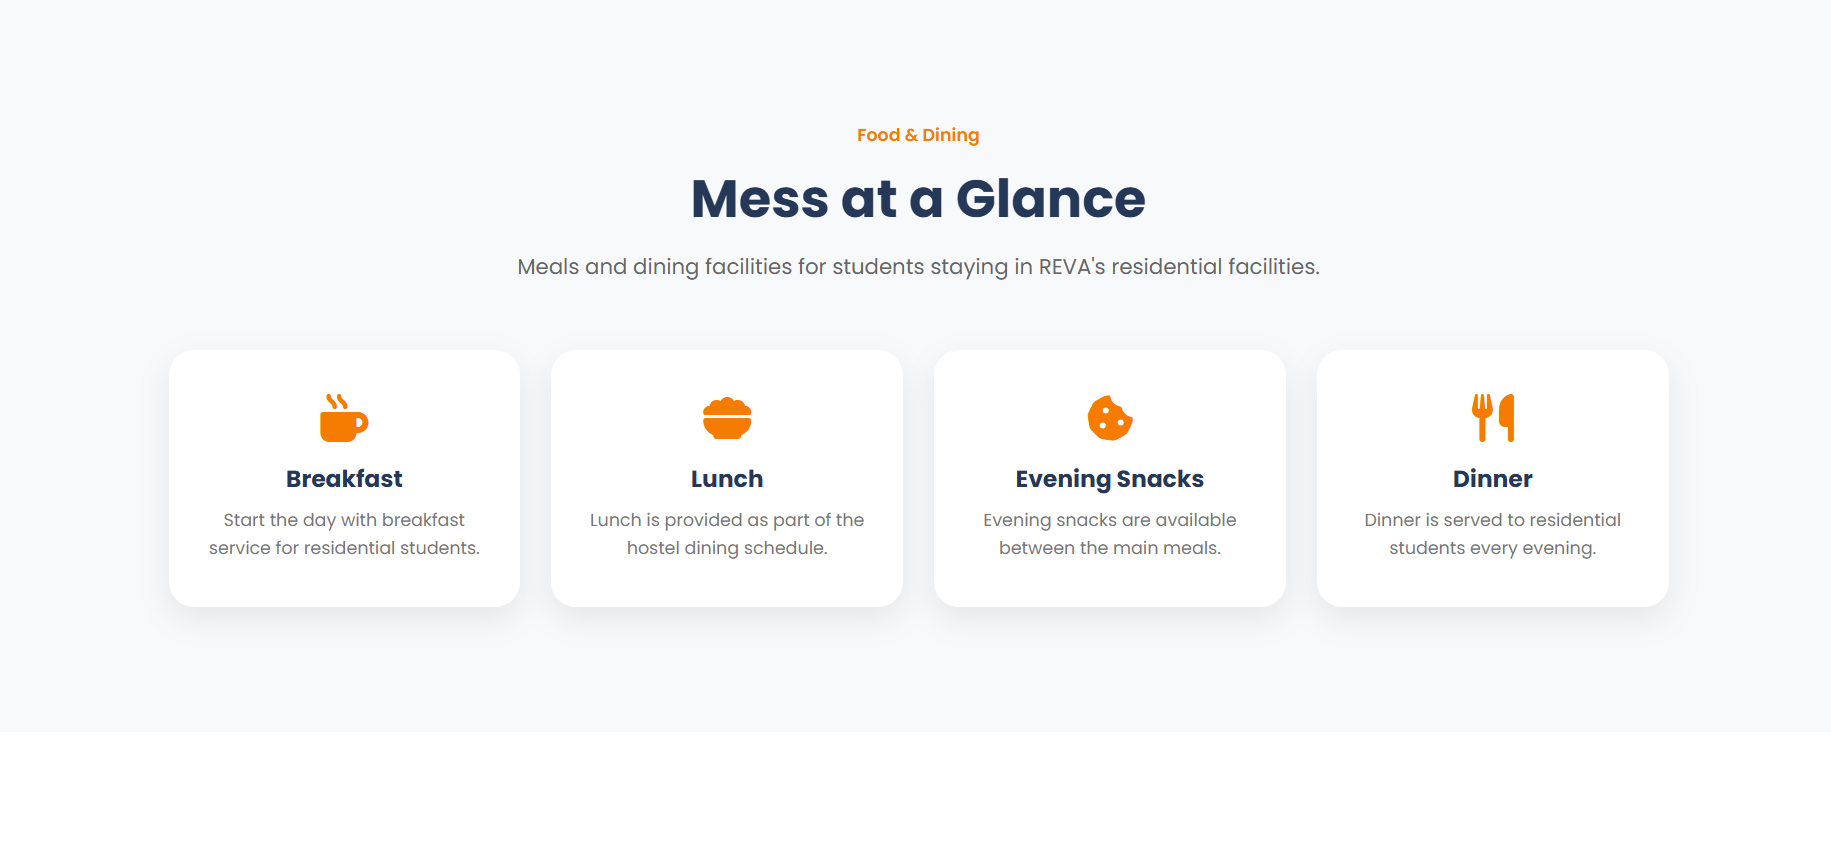 Food & Dining
Mess at a Glance
Meals and dining facilities for students staying in REVA's residential facilities.
Breakfast
Start the day with breakfast
service for residential students.
Lunch
Lunch is provided as part of the
hostel dining schedule.
Evening Snacks
Evening snacks are available
between the main meals.
Dinner
Dinner is served to residential
students every evening.